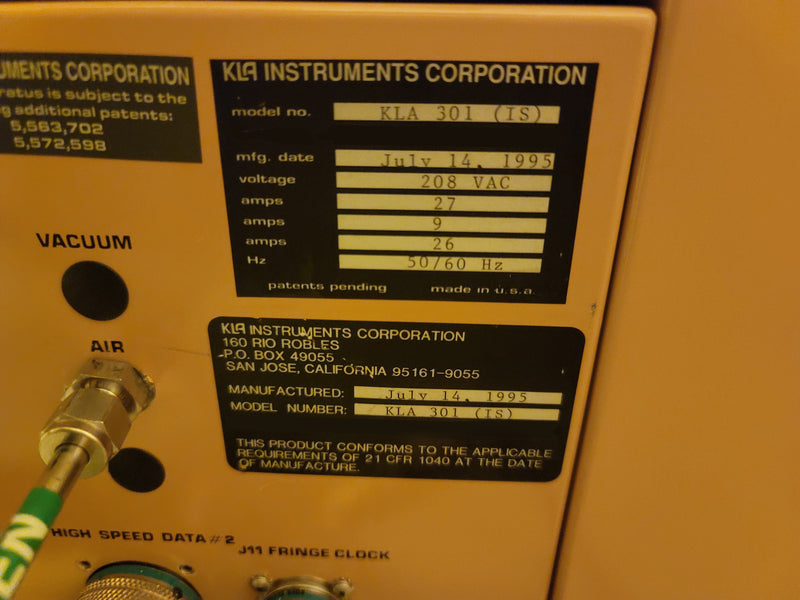 UMENTS CORPORATION
ratus is subject to the
g additional patents:
5,563,702
5,572,598
KLA INSTRUMENTS CORPORATION
model no. KLA 301 (IS)
mfg. date July 14, 1995
voltage 208 VAC
amps 27
amps 9
amps 26
Hz 50/60 Hz
patents pending made in u.s.a.
VACUUM
AIR
KLA INSTRUMENTS CORPORATION
160 RIO ROBLES
P.O. BOX 49055
SAN JOSE, CALIFORNIA 95161-9055
MANUFACTURED: July 14, 1995
MODEL NUMBER: KLA 301 (IS)
THIS PRODUCT CONFORMS TO THE APPLICABLE
REQUIREMENTS OF 21 CFR 1040 AT THE DATE
OF MANUFACTURE.
EN
HIGH SPEED DATA #2
J11 FRINGE CLOCK